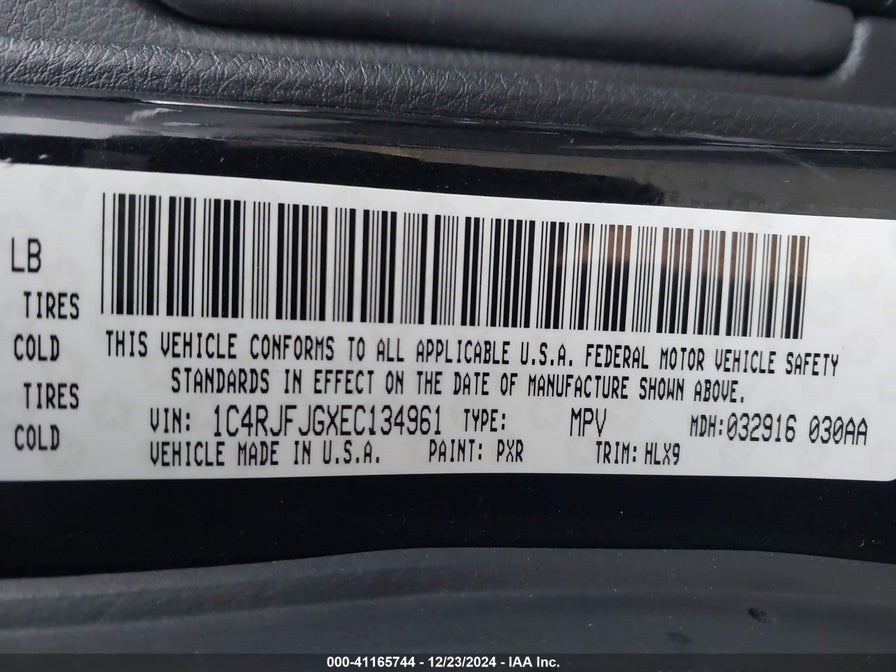 LB
TIRES
COLD
TIRES
COLD
THIS VEHICLE CONFORMS TO ALL APPLICABLE U.S.A. FEDERAL MOTOR VEHICLE SAFETY
STANDARDS IN EFFECT ON THE DATE OF MANUFACTURE SHOWN ABOVE.
VIN: 1C4RJFJGXEC134961 TYPE: MPV MDH:032916 030AA
VEHICLE MADE IN U.S.A. PAINT: PXR TRIM: HLX9
000-41165744 - 12/23/2024 - IAA Inc.